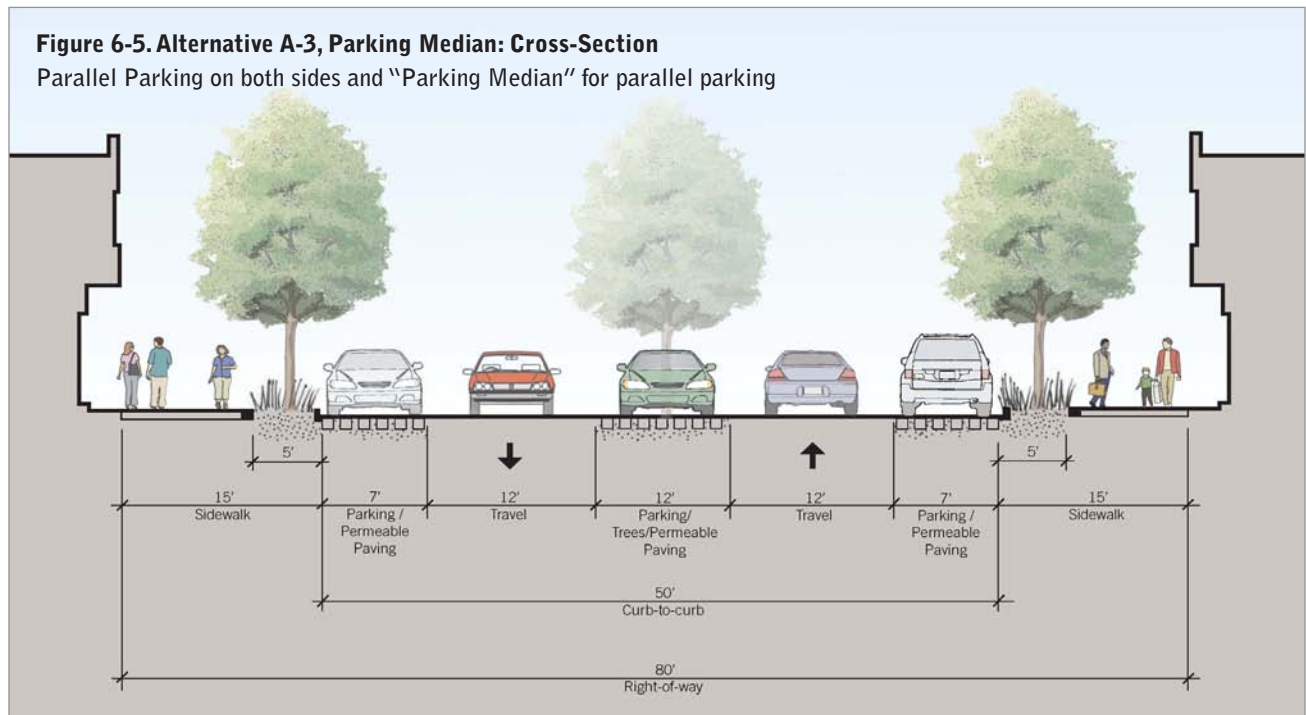 Figure 6-5. Alternative A-3, Parking Median: Cross-Section
Parallel Parking on both sides and “Parking Median” for parallel parking
5'
5'
15'
Sidewalk
7'
Parking /
Permeable
Paving
12'
Travel
12'
Parking/
Trees/Permeable
Paving
12'
Travel
7'
Parking /
Permeable
Paving
15'
Sidewalk
50'
Curb-to-curb
80'
Right-of-way